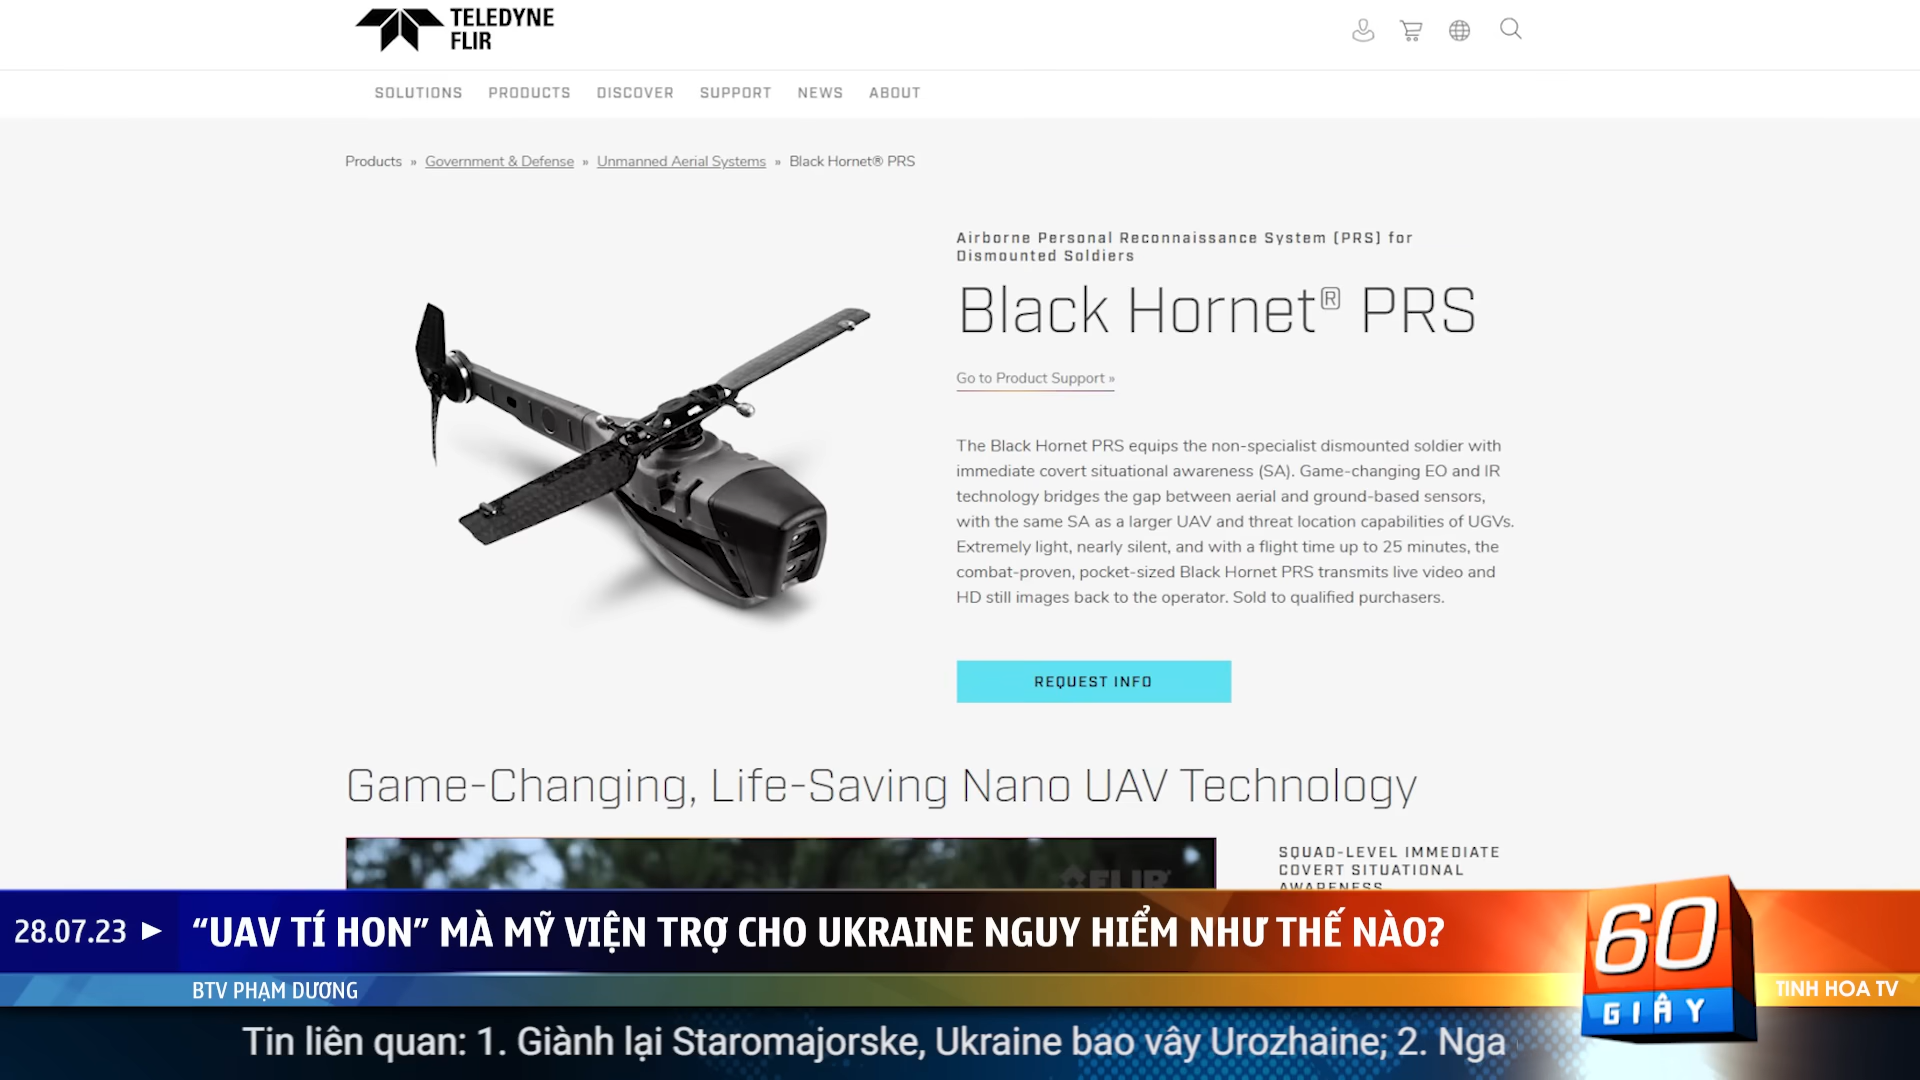 TELEDYNE
FLIR
SOLUTIONS PRODUCTS DISCOVER SUPPORT NEWS ABOUT
Products » Government & Defense » Unmanned Aerial Systems » Black Hornet® PRS
Airborne Personal Reconnaissance System (PRS) for
Dismounted Soldiers
Black Hornet® PRS
Go to Product Support »
The Black Hornet PRS equips the non-specialist dismounted soldier with
immediate covert situational awareness (SA). Game-changing EO and IR
technology bridges the gap between aerial and ground-based sensors,
with the same SA as a larger UAV and threat location capabilities of UGVs.
Extremely light, nearly silent, and with a flight time up to 25 minutes, the
combat-proven, pocket-sized Black Hornet PRS transmits live video and
HD still images back to the operator. Sold to qualified purchasers.
REQUEST INFO
Game-Changing, Life-Saving Nano UAV Technology
FLIR
SQUAD-LEVEL IMMEDIATE
COVERT SITUATIONAL
AWARENESS
28.07.23 ► “UAV TÍ HON” MÀ MỸ VIỆN TRỢ CHO UKRAINE NGUY HIỂM NHƯ THẾ NÀO?
BTV PHẠM DƯƠNG
60
GIÂY
TINH HOA TV
Tin liên quan: 1. Giành lại Staromajorske, Ukraine bao vây Urozhaine; 2. Nga